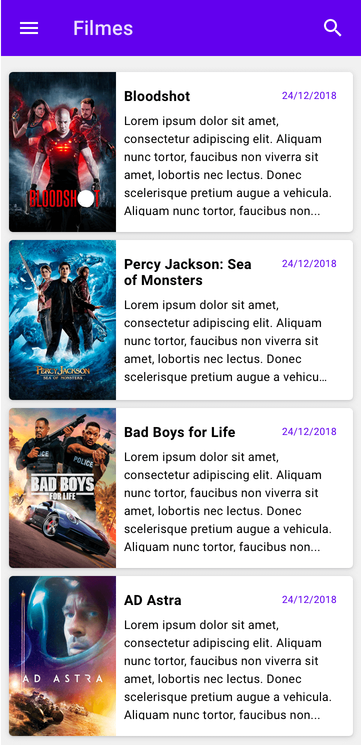 Filmes
Bloodshot
24/12/2018
Lorem ipsum dolor sit amet,
consectetur adipiscing elit. Aliquam
nunc tortor, faucibus non viverra sit
amet, lobortis nec lectus. Donec
scelerisque pretium augue a vehicula.
Aliquam nunc tortor, faucibus non...
BLOODSHOT
Percy Jackson: Sea
of Monsters
24/12/2018
Lorem ipsum dolor sit amet,
consectetur adipiscing elit. Aliquam
nunc tortor, faucibus non viverra sit
amet, lobortis nec lectus. Donec
scelerisque pretium augue a vehicu...
PERCY JACKSON
SEA OF MONSTERS
Bad Boys for Life
24/12/2018
Lorem ipsum dolor sit amet,
consectetur adipiscing elit. Aliquam
nunc tortor, faucibus non viverra sit
amet, lobortis nec lectus. Donec
scelerisque pretium augue a vehicula.
Aliquam nunc tortor, faucibus non...
POLICE
POLICE
BAD BOYS
FOR LIFE
AD Astra
24/12/2018
Lorem ipsum dolor sit amet,
consectetur adipiscing elit. Aliquam
nunc tortor, faucibus non viverra sit
amet, lobortis nec lectus. Donec
scelerisque pretium augue a vehicula.
Aliquam nunc tortor, faucibus non...
AD ASTRA